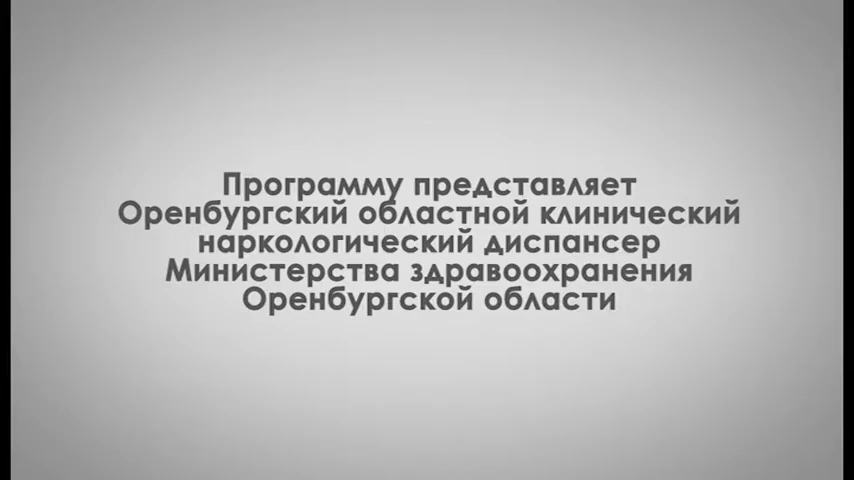 Программу представляет
Оренбургский областной клинический
наркологический диспансер
Министерства здравоохранения
Оренбургской области